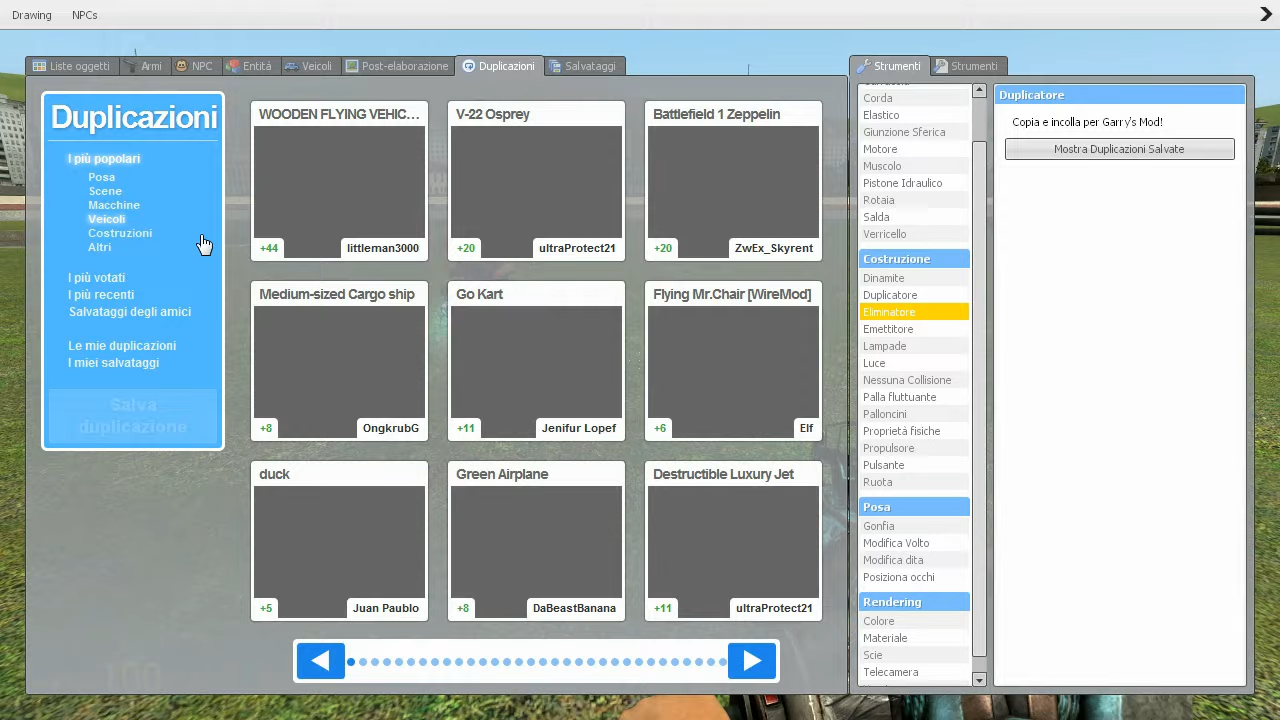 Drawing NPCs
Liste oggetti Armi NPC Entità Veicoli Post-elaborazione Duplicazioni Salvataggi
Duplicazioni
I più popolari
Posa
Scene
Macchine
Veicoli
Costruzioni
Altri
I più votati
I più recenti
Salvataggi degli amici
Le mie duplicazioni
I miei salvataggi
Salva
duplicazione
WOODEN FLYING VEHIC...
+44 littleman3000
V-22 Osprey
+20 ultraProtect21
Battlefield 1 Zeppelin
+20 ZwEx_Skyrent
Medium-sized Cargo ship
+8 OngkrubG
Go Kart
+11 Jenifur Lopef
Flying Mr.Chair [WireMod]
+6 Elf
duck
+5 Juan Paublo
Green Airplane
+8 DaBeastBanana
Destructible Luxury Jet
+11 ultraProtect21
Strumenti Strumenti
Corda
Elastico
Giunzione Sferica
Motore
Muscolo
Pistone Idraulico
Rotaia
Salda
Verricello
Costruzione
Dinamite
Duplicatore
Eliminatore
Emettitore
Lampade
Luce
Nessuna Collisione
Palla fluttuante
Palloncini
Proprietà fisiche
Propulsore
Pulsante
Ruota
Posa
Gonfia
Modifica Volto
Modifica dita
Posiziona occhi
Rendering
Colore
Materiale
Scie
Telecamera
Duplicatore
Copia e incolla per Garry's Mod!
Mostra Duplicazioni Salvate